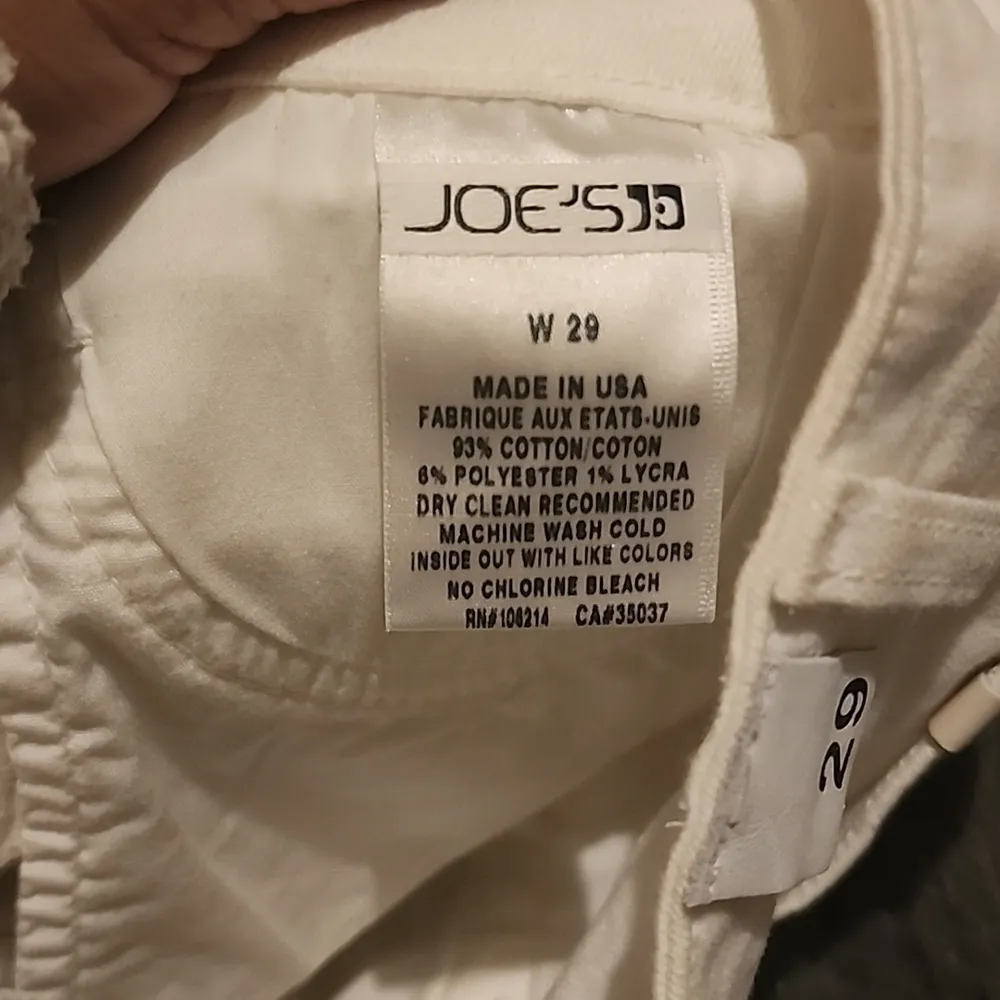 JOE'S
W 29
MADE IN USA
FABRIQUE AUX ETATS-UNIS
93% COTTON/COTON
6% POLYESTER 1% LYCRA
DRY CLEAN RECOMMENDED
MACHINE WASH COLD
INSIDE OUT WITH LIKE COLORS
NO CHLORINE BLEACH
RN#106214 CA#35037
29